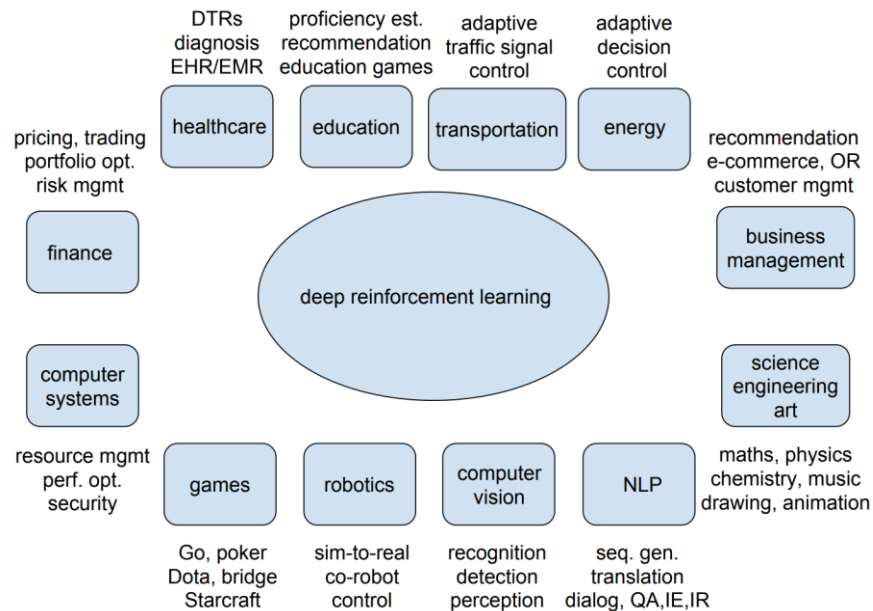 DTRs
diagnosis
EHR/EMR
healthcare
proficiency est.
recommendation
education games
education
adaptive
traffic signal
control
transportation
adaptive
decision
control
energy
pricing, trading
portfolio opt.
risk mgmt
finance
recommendation
e-commerce, OR
customer mgmt
business
management
deep reinforcement learning
computer
systems
resource mgmt
perf. opt.
security
science
engineering
art
maths, physics
chemistry, music
drawing, animation
games
Go, poker
Dota, bridge
Starcraft
robotics
sim-to-real
co-robot
control
computer
vision
recognition
detection
perception
NLP
seq. gen.
translation
dialog, QA,IE,IR